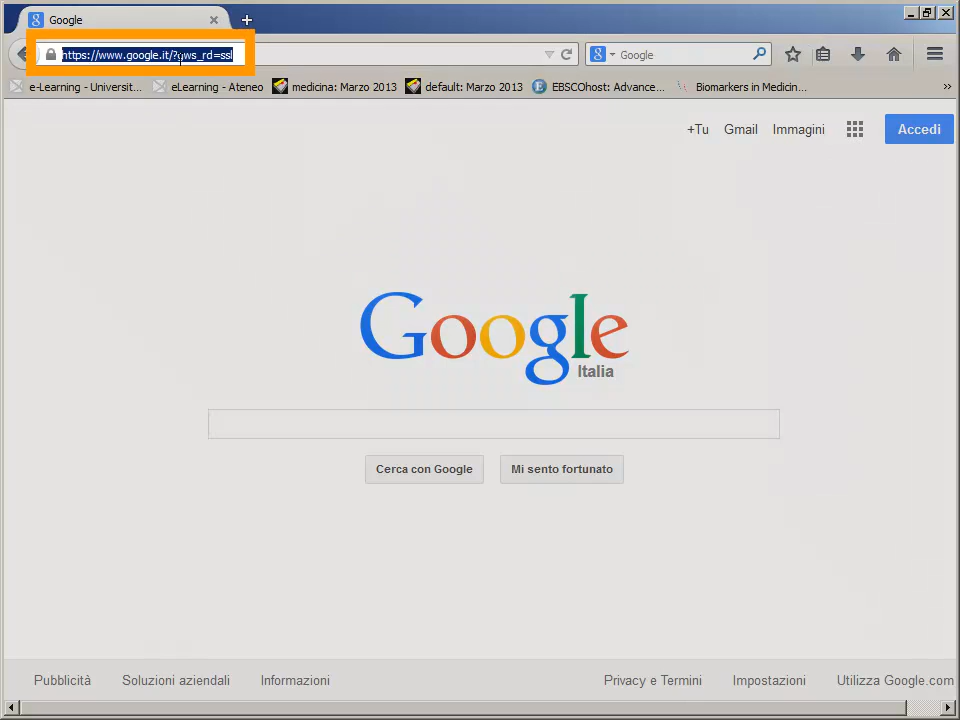 Google
https://www.google.it/?gws_rd=ssl
Google
e-Learning - Universit...
eLearning - Ateneo
medicina: Marzo 2013
default: Marzo 2013
EBSCOhost: Advance...
Biomarkers in Medicin...
+Tu
Gmail
Immagini
Accedi
Google
Italia
Cerca con Google
Mi sento fortunato
Pubblicità
Soluzioni aziendali
Informazioni
Privacy e Termini
Impostazioni
Utilizza Google.com